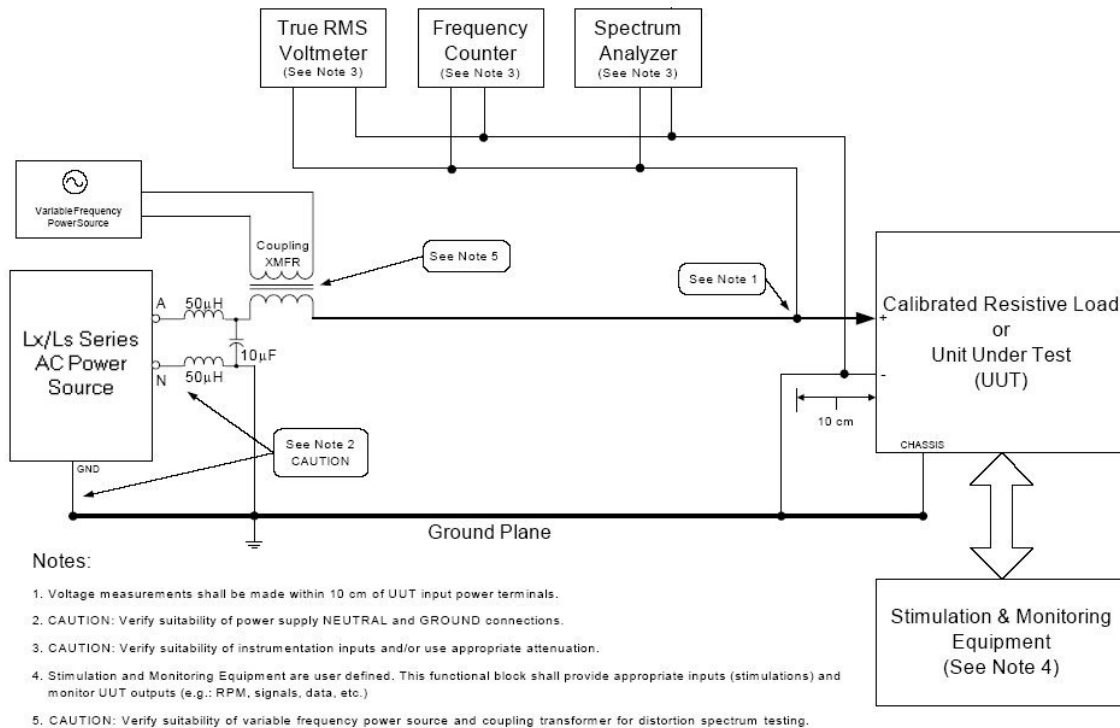 True RMS
Voltmeter
(See Note 3)
Frequency
Counter
(See Note 3)
Spectrum
Analyzer
(See Note 3)
VariableFrequency
PowerSource
Coupling
XMFR
See Note 5
See Note 1
Lx/Ls Series
AC Power
Source
A
50µH
10µF
N
50µH
GND
See Note 2
CAUTION
+
Calibrated Resistive Load
or
Unit Under Test
(UUT)
-
10 cm
CHASSIS
Ground Plane
Stimulation & Monitoring
Equipment
(See Note 4)
Notes:
1. Voltage measurements shall be made within 10 cm of UUT input power terminals.
2. CAUTION: Verify suitability of power supply NEUTRAL and GROUND connections.
3. CAUTION: Verify suitability of instrumentation inputs and/or use appropriate attenuation.
4. Stimulation and Monitoring Equipment are user defined. This functional block shall provide appropriate inputs (stimulations) and
monitor UUT outputs (e.g.: RPM, signals, data, etc.)
5. CAUTION: Verify suitability of variable frequency power source and coupling transformer for distortion spectrum testing.